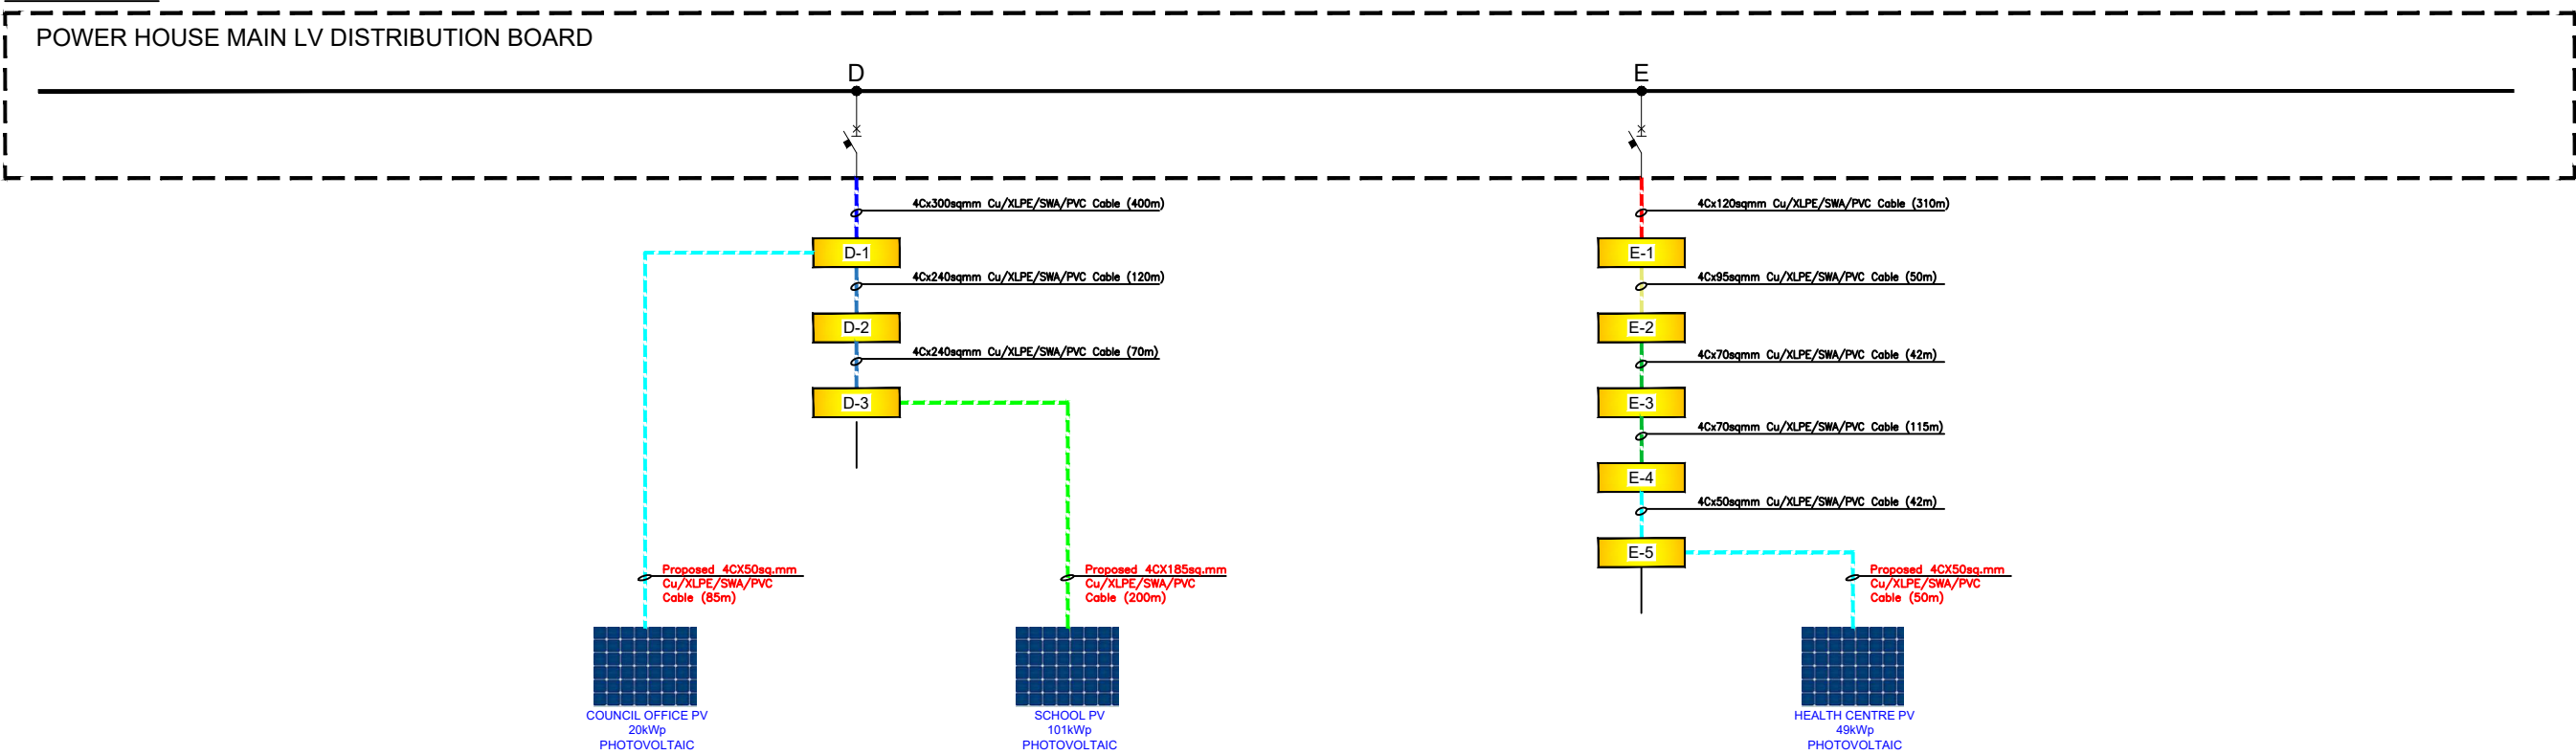 POWER HOUSE MAIN LV DISTRIBUTION BOARD
D
E
4Cx300sqmm Cu/XLPE/SWA/PVC Cable (400m)
4Cx120sqmm Cu/XLPE/SWA/PVC Cable (310m)
D-1
E-1
4Cx240sqmm Cu/XLPE/SWA/PVC Cable (120m)
4Cx95sqmm Cu/XLPE/SWA/PVC Cable (50m)
D-2
E-2
4Cx240sqmm Cu/XLPE/SWA/PVC Cable (70m)
4Cx70sqmm Cu/XLPE/SWA/PVC Cable (42m)
D-3
E-3
4Cx70sqmm Cu/XLPE/SWA/PVC Cable (115m)
E-4
4Cx50sqmm Cu/XLPE/SWA/PVC Cable (42m)
E-5
Proposed 4CX50sq.mm
Cu/XLPE/SWA/PVC
Cable (85m)
Proposed 4CX185sq.mm
Cu/XLPE/SWA/PVC
Cable (200m)
Proposed 4CX50sq.mm
Cu/XLPE/SWA/PVC
Cable (50m)
COUNCIL OFFICE PV
20kWp
PHOTOVOLTAIC
SCHOOL PV
101kWp
PHOTOVOLTAIC
HEALTH CENTRE PV
49kWp
PHOTOVOLTAIC